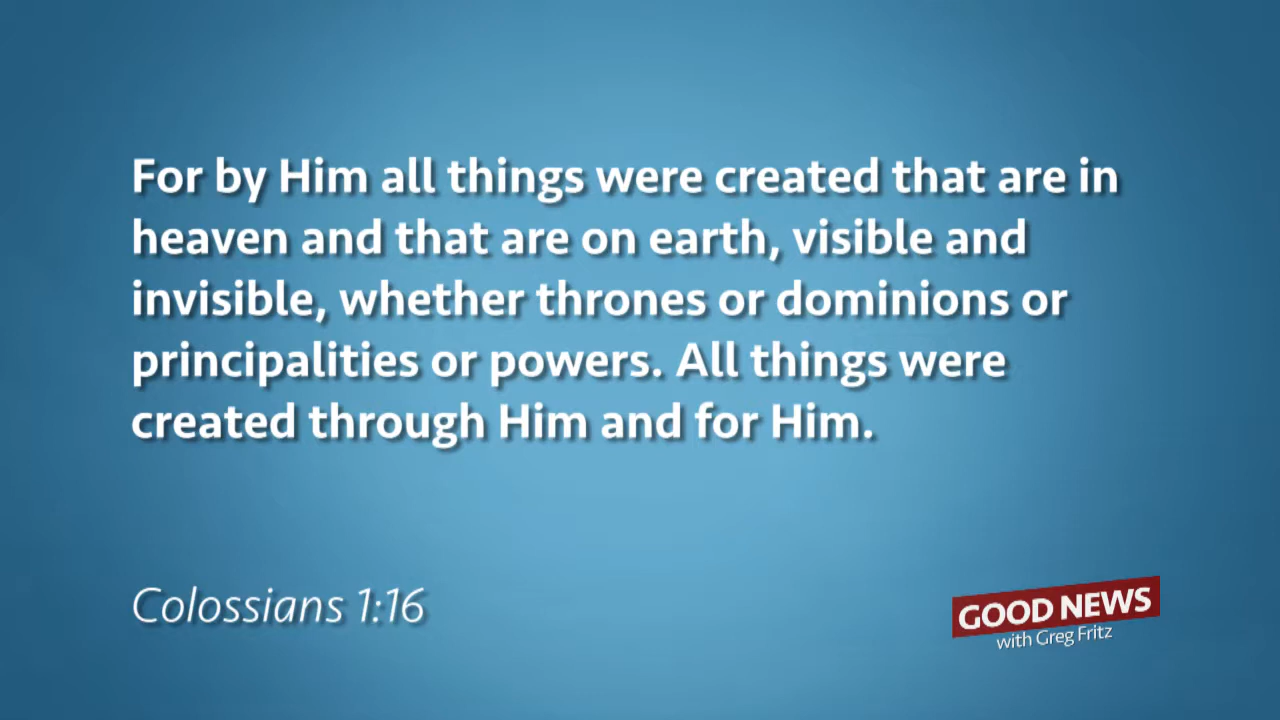 For by Him all things were created that are in
heaven and that are on earth, visible and
invisible, whether thrones or dominions or
principalities or powers. All things were
created through Him and for Him.
Colossians 1:16
GOOD NEWS
with Greg Fritz